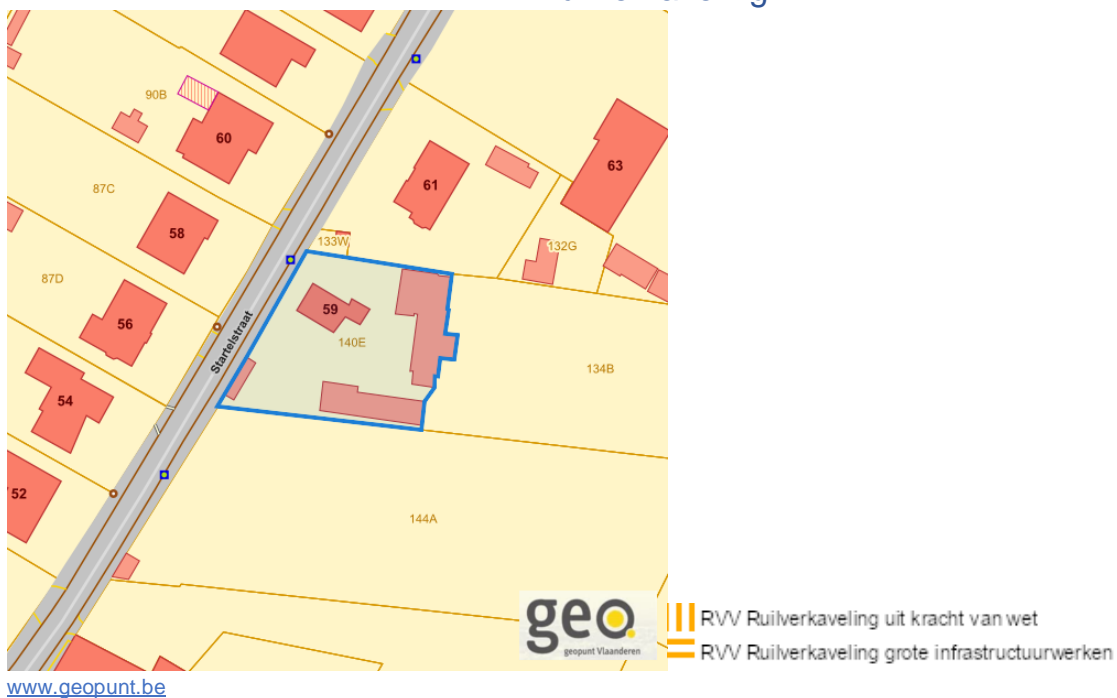 90B
60
87C
58
61
63
133W
132G
87D
59
56
140E
Startelstraat
134B
54
52
144A
geo
geopunt Vlaanderen
RVV Ruilverkaveling uit kracht van wet
RVV Ruilverkaveling grote infrastructuurwerken
www.geopunt.be